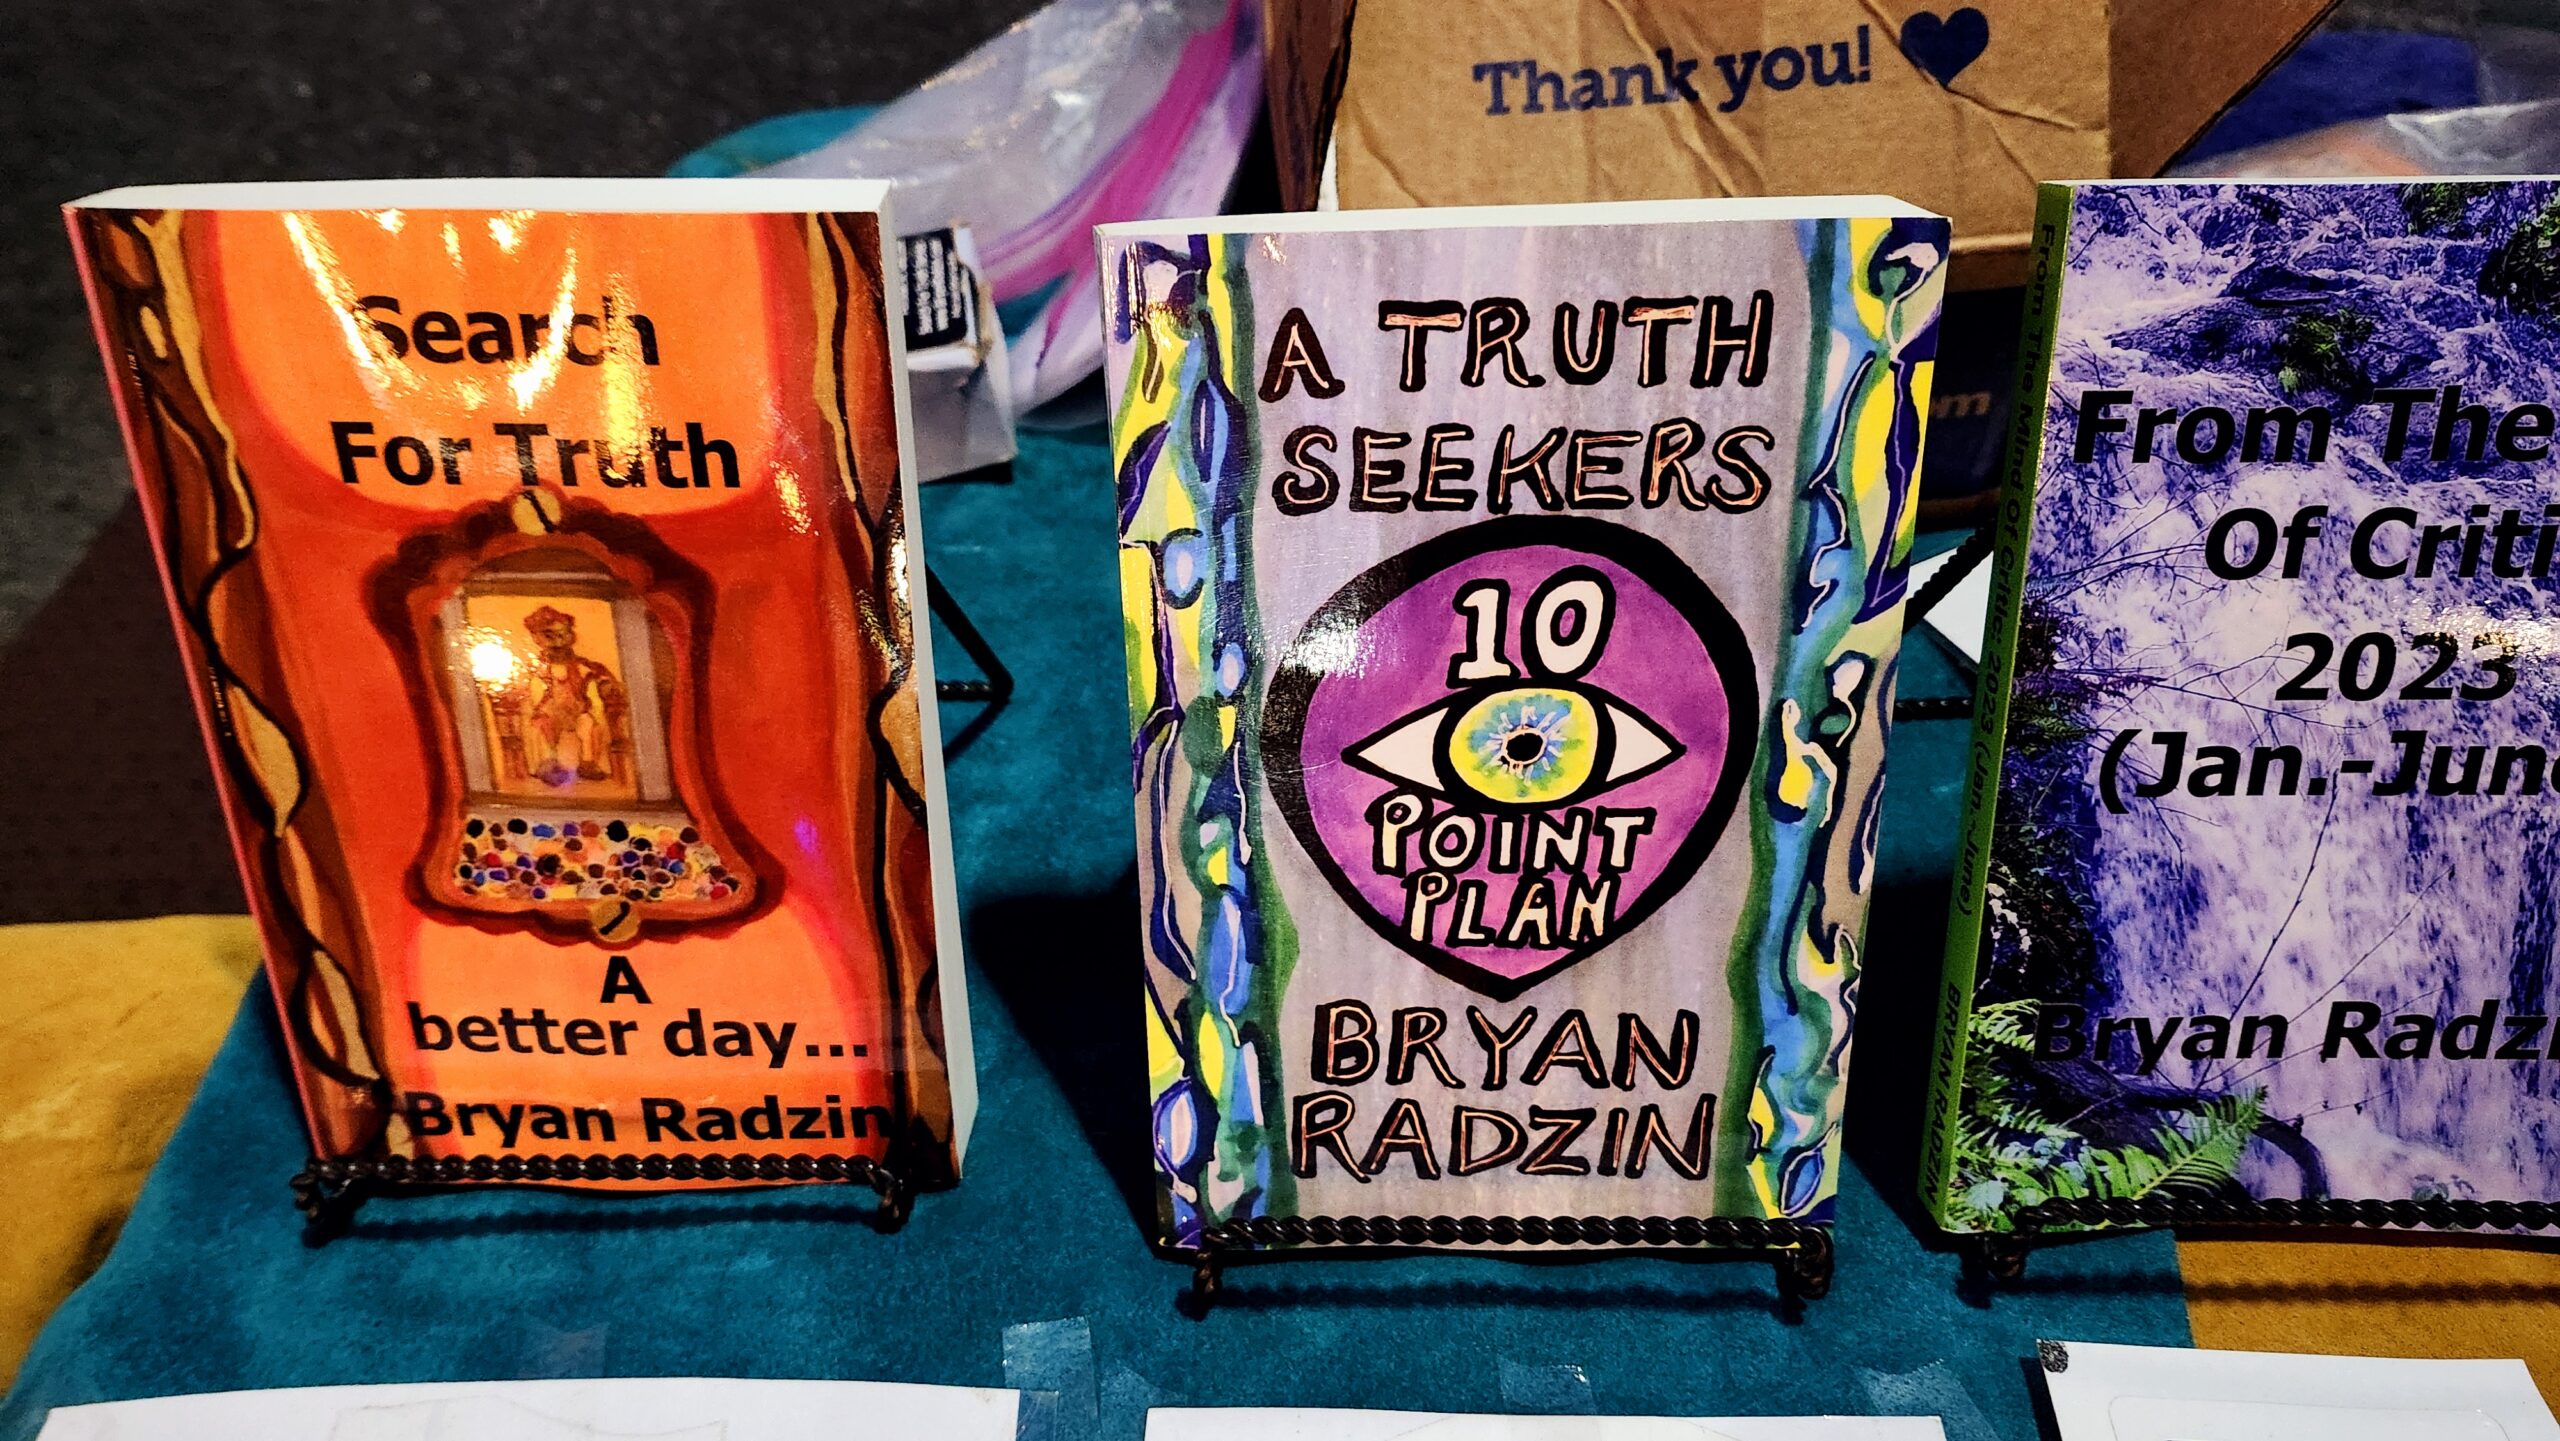 Thank you!
Search
For Truth
A
better day...
Bryan Radzin
A TRUTH
SEEKERS
10
POINT
PLAN
BRYAN
RADZIN
From The Mind of Critic: 2023 (Jan.-June)
BRYAN RADZIN
From The
Of Criti
2023
(Jan.-June
Bryan Radzi